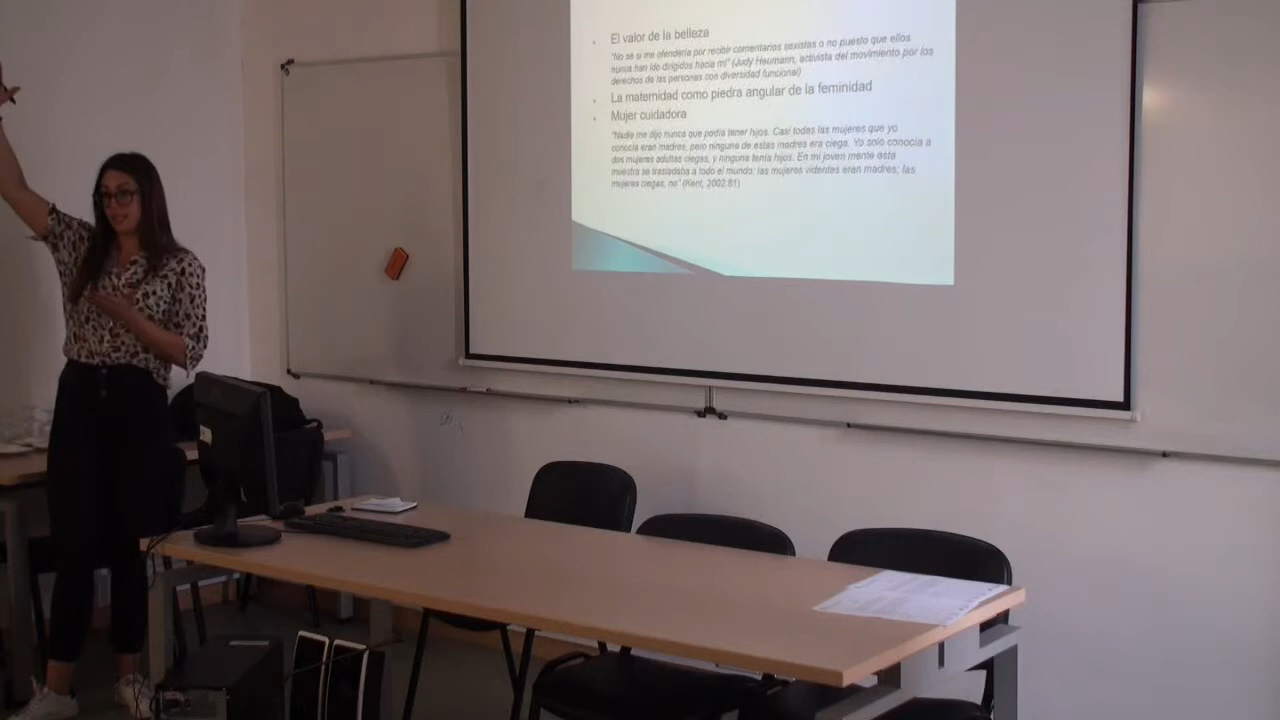 El valor de la belleza
"No sé si me ofendería por recibir comentarios sexistas o no puesto que ellos
nunca han ido dirigidos hacia mí" (Judy Heumann, activista del movimiento por los
derechos de las personas con diversidad funcional)
La maternidad como piedra angular de la feminidad
Mujer cuidadora
"Nadie me dijo nunca que podía tener hijos. Casi todas las mujeres que yo
conocía eran madres, pero ninguna de estas madres era ciega. Yo solo conocía a
dos mujeres adultas ciegas, y ninguna tenía hijos. En mi joven mente esta
muestra se trasladaba a todo el mundo: las mujeres videntes eran madres; las
mujeres ciegas, no" (Kent, 2002:81)